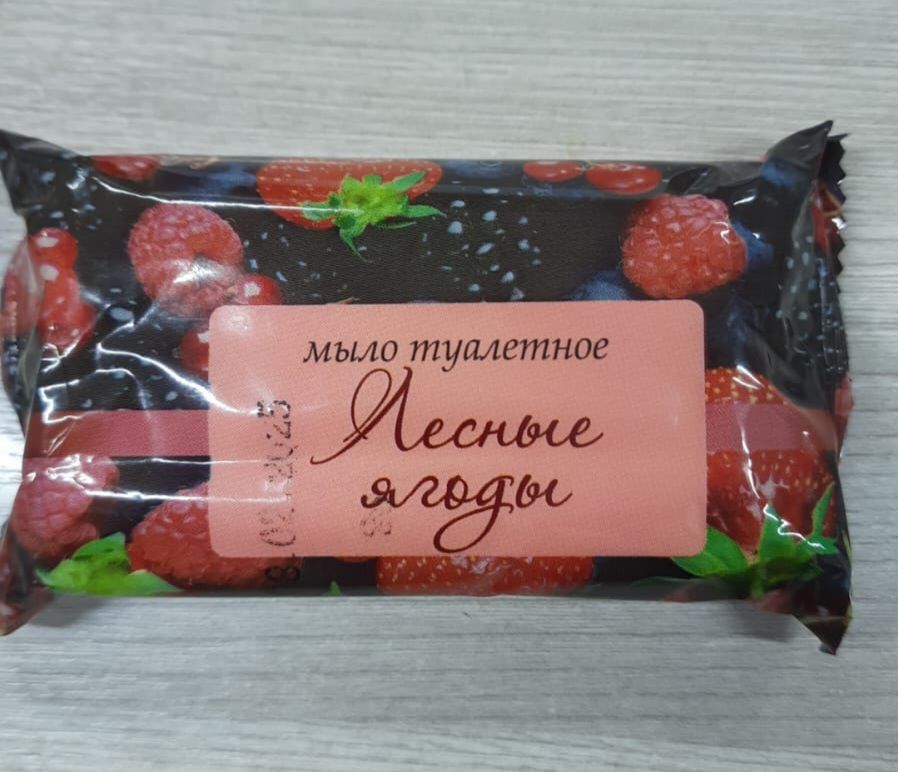 мыло туалетное
Лесные
ягоды